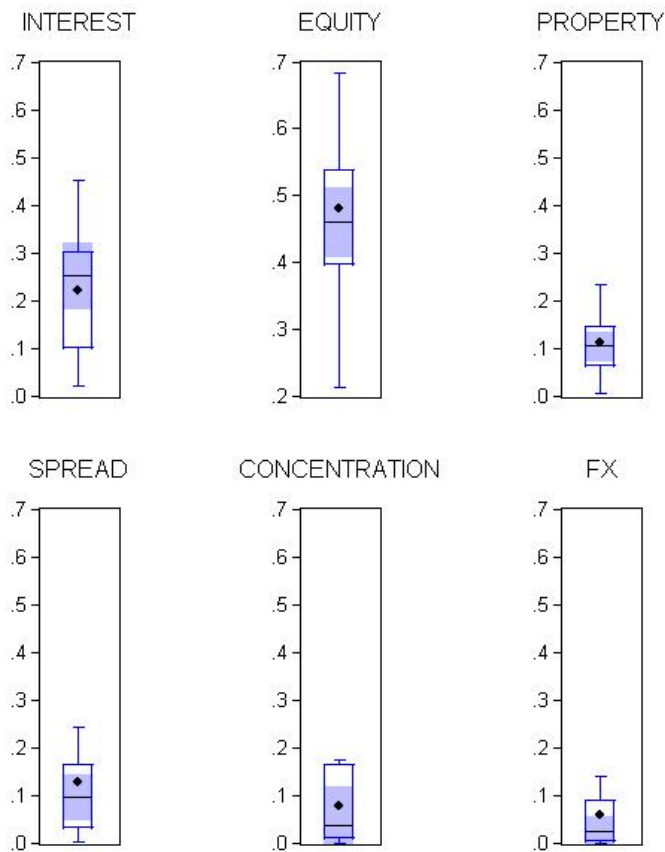 INTEREST EQUITY PROPERTY
.7 .7 .7
.6 .6
.6
.5 .5
.5
.4 .4
.3 .4 .3
.2 .2
.3
.1 .1
.0 .2 .0
SPREAD CONCENTRATION FX
.7 .7 .7
.6 .6 .6
.5 .5 .5
.4 .4 .4
.3 .3 .3
.2 .2 .2
.1 .1 .1
.0 .0 .0